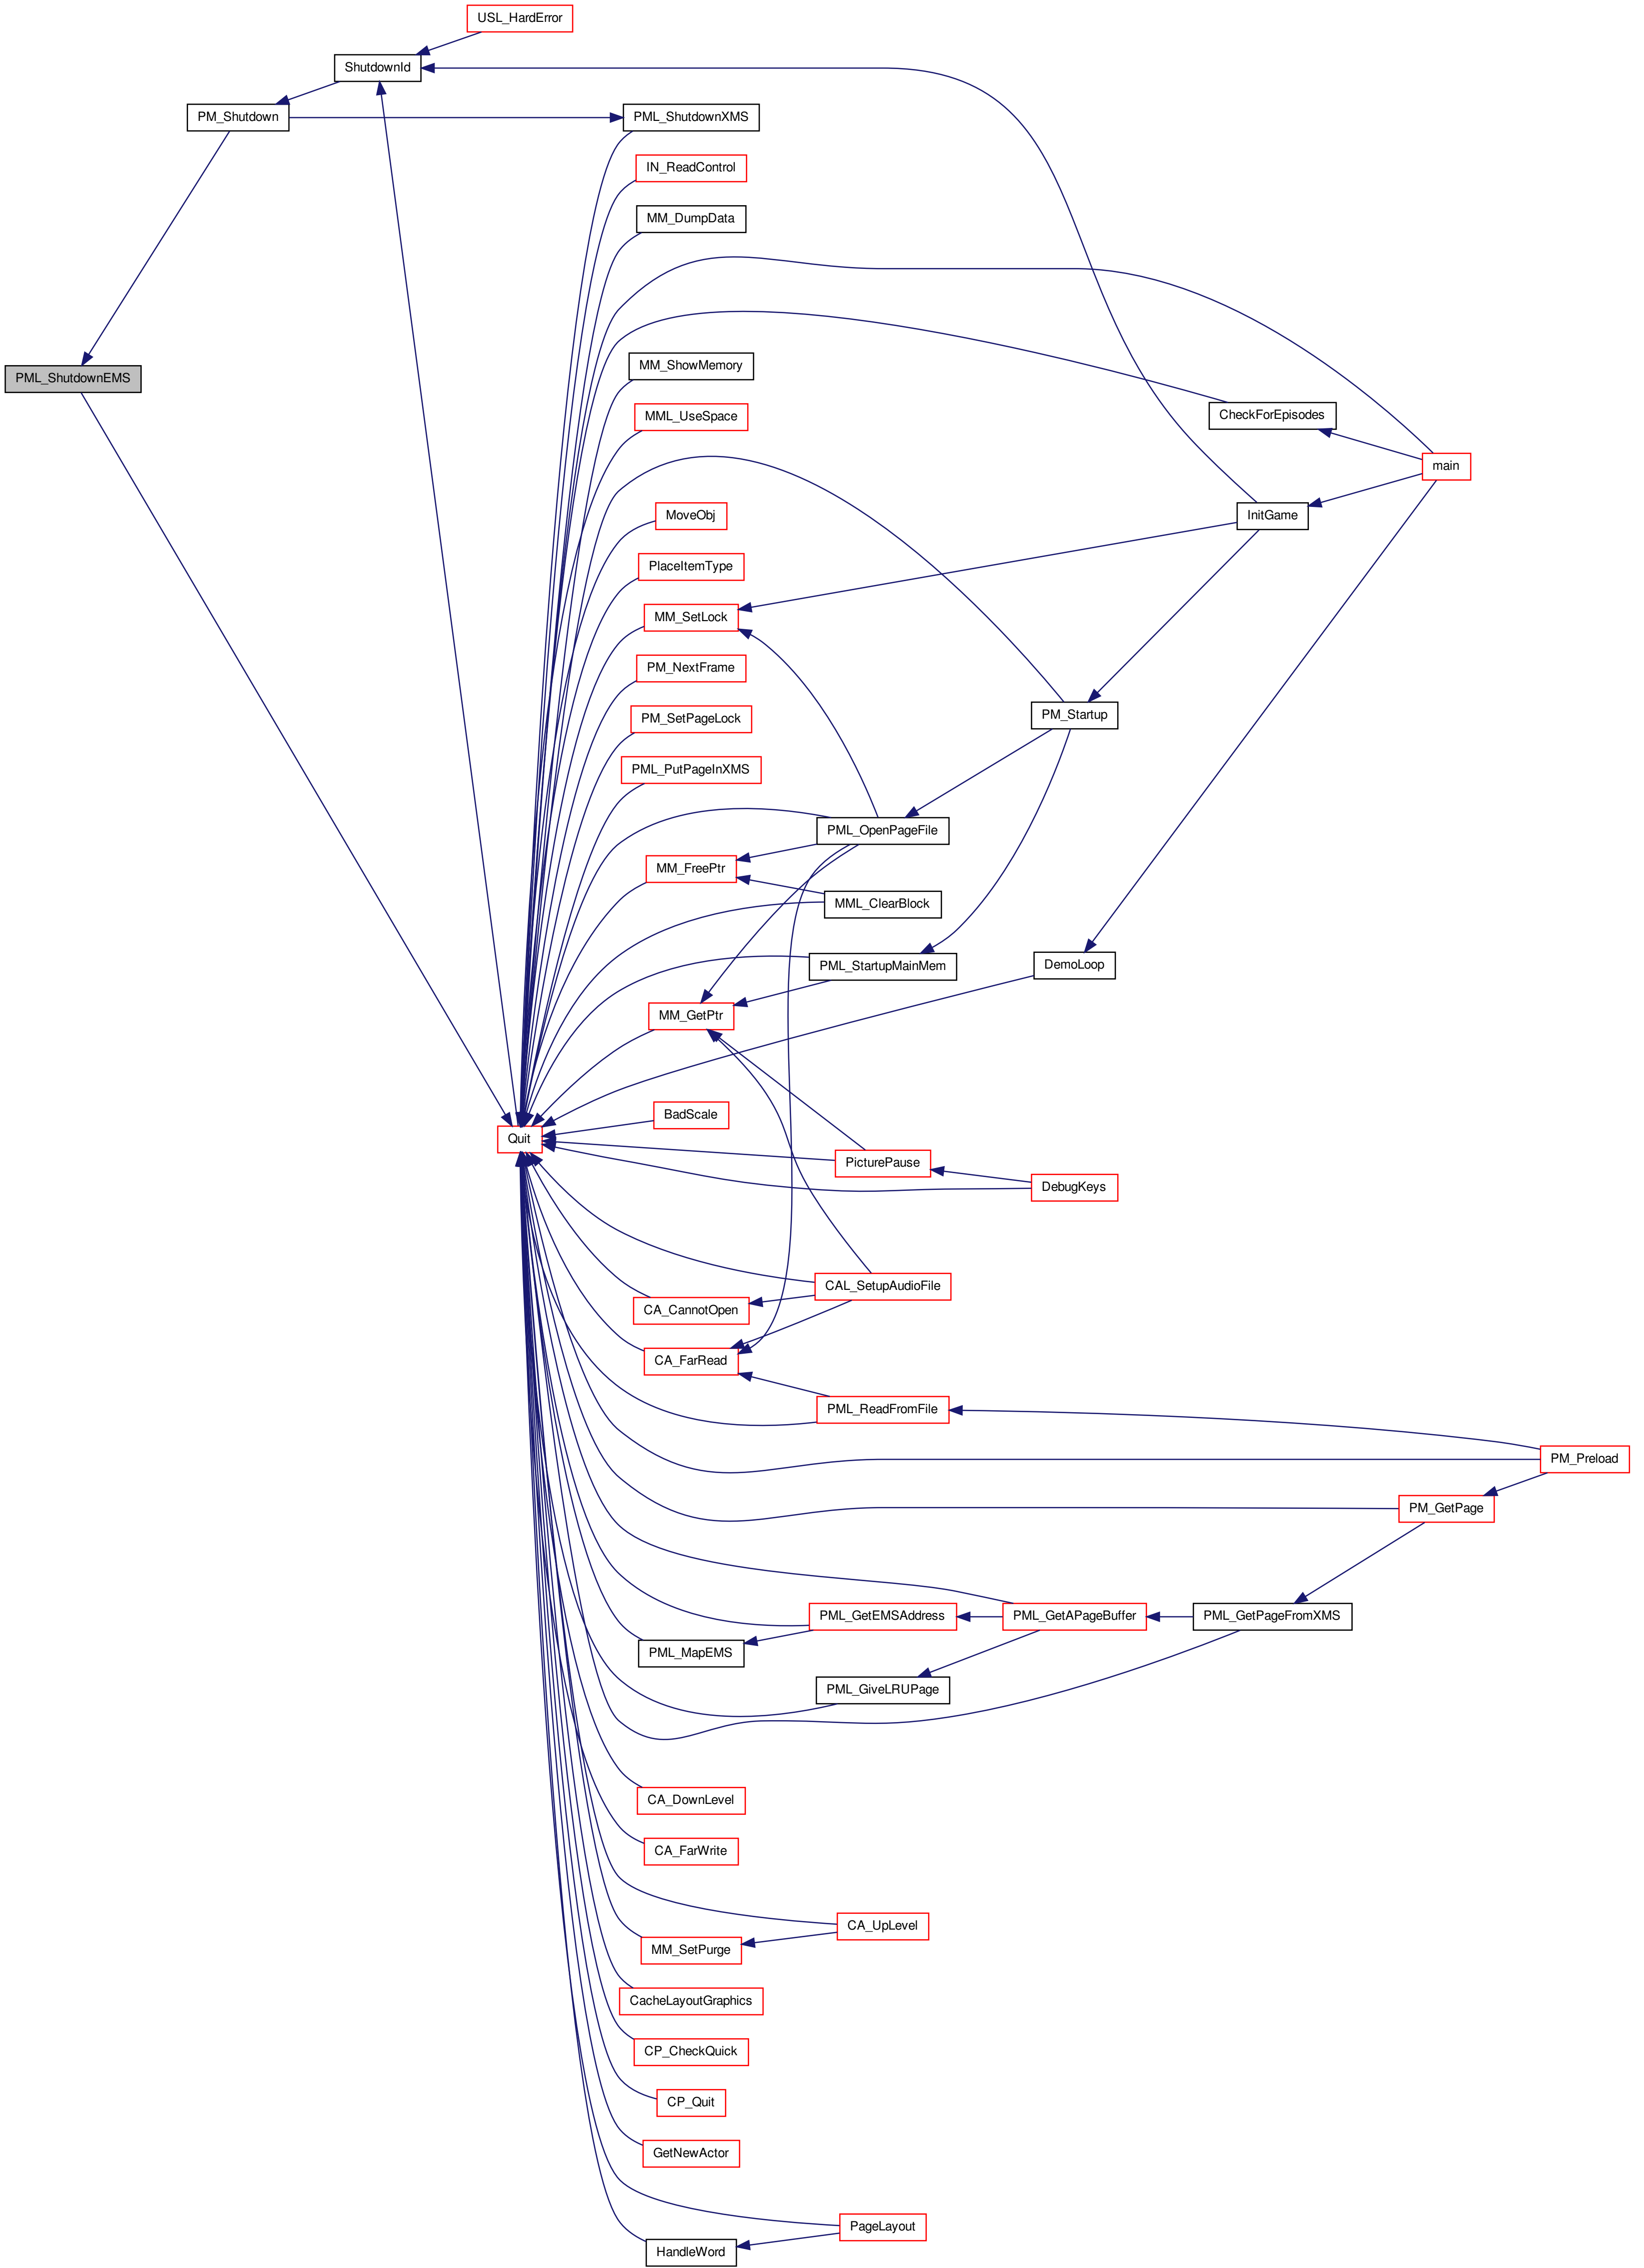 USL_HardError
ShutdownId
PM_Shutdown
PML_ShutdownXMS
IN_ReadControl
MM_DumpData
MM_ShowMemory
PML_ShutdownEMS
MML_UseSpace
CheckForEpisodes
main
MoveObj
InitGame
PlaceItemType
MM_SetLock
PM_NextFrame
PM_SetPageLock
PM_Startup
PML_PutPageInXMS
PML_OpenPageFile
MM_FreePtr
MML_ClearBlock
PML_StartupMainMem
DemoLoop
MM_GetPtr
BadScale
Quit
PicturePause
DebugKeys
CAL_SetupAudioFile
CA_CannotOpen
CA_FarRead
PML_ReadFromFile
PM_Preload
PM_GetPage
PML_GetEMSAddress
PML_GetAPageBuffer
PML_GetPageFromXMS
PML_MapEMS
PML_GiveLRUPage
CA_DownLevel
CA_FarWrite
CA_UpLevel
MM_SetPurge
CacheLayoutGraphics
CP_CheckQuick
CP_Quit
GetNewActor
PageLayout
HandleWord